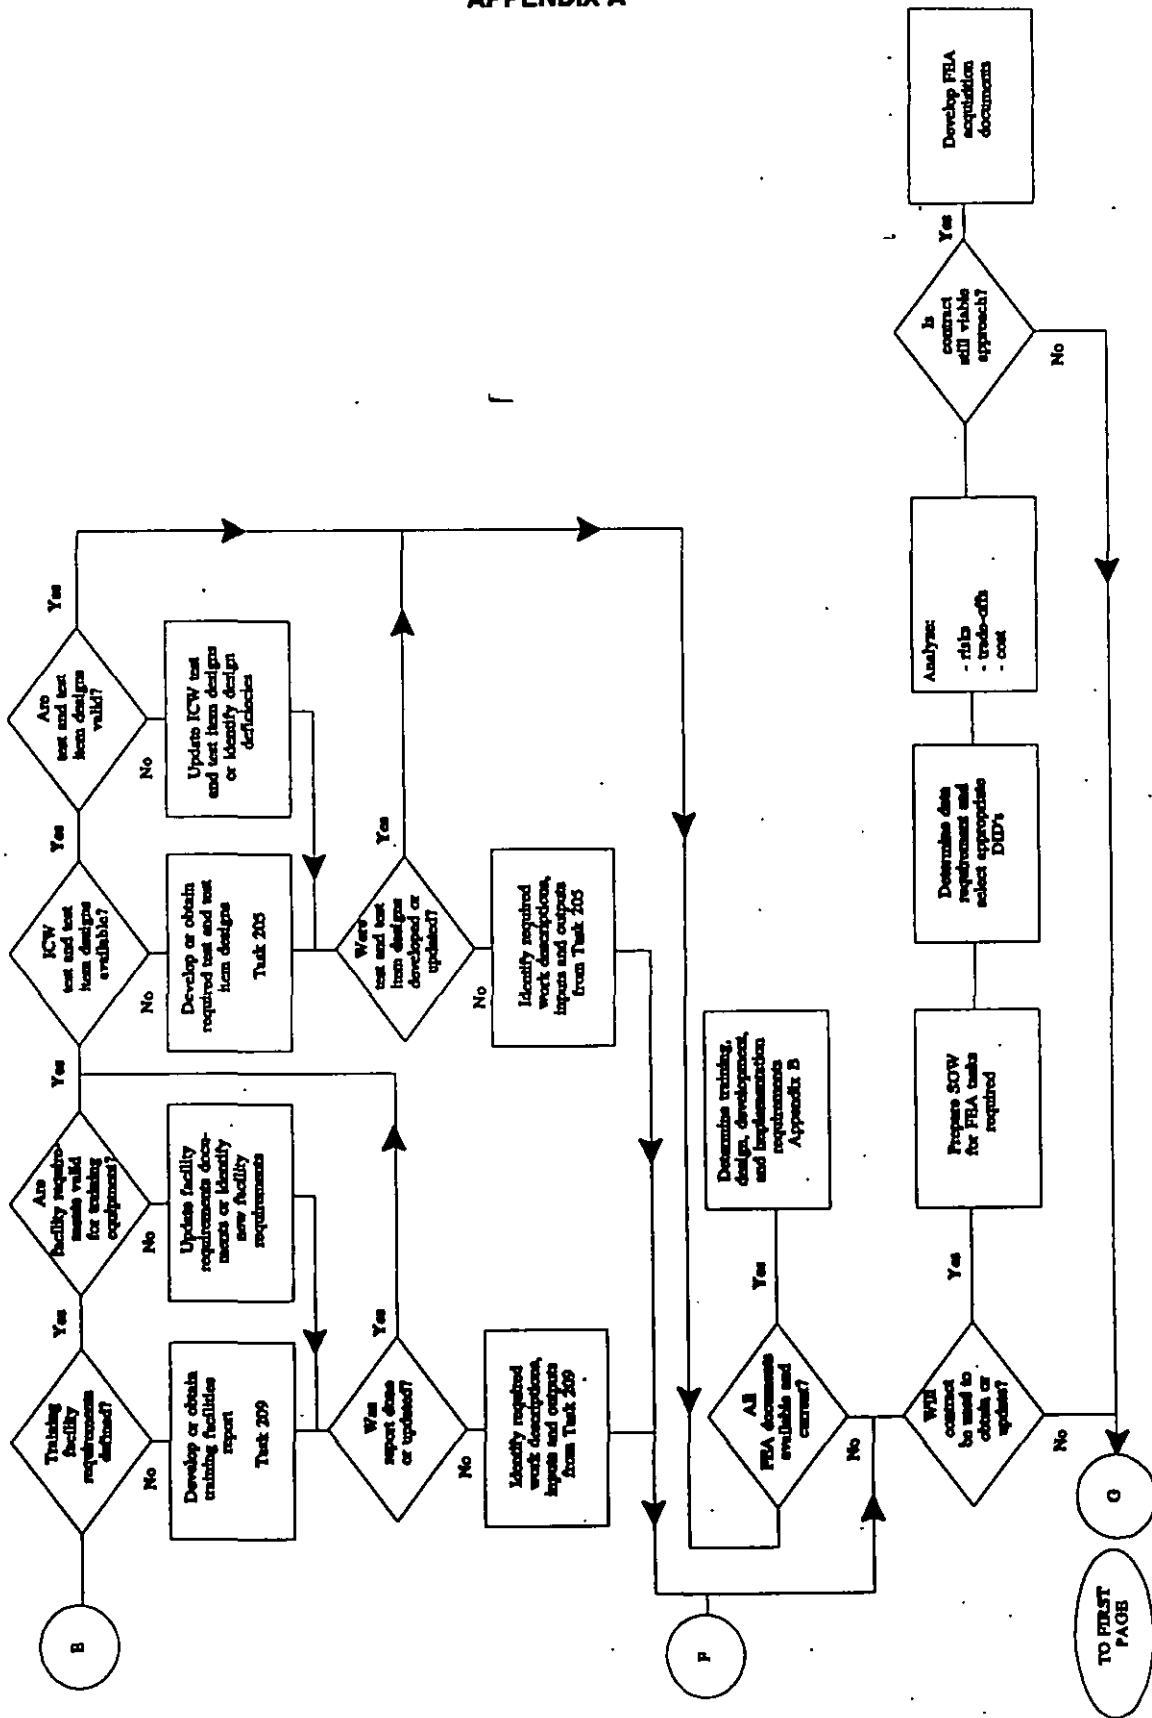 APPENDIX A
E
Training
facility
requirements
defined?
Yes
No
Develop or obtain
training facilities
report
Task 209
Are
facility require-
ments valid
for training
equipment?
Yes
No
Update facility
requirements docu-
ments or identify
new facility
requirements
Was
report done
or updated?
Yes
No
Identify required
work descriptions,
inputs and outputs
from Task 209
ICW
test and test
item designs
available?
Yes
No
Develop or obtain
required test and test
item designs
Task 205
Are
test and test
item designs
valid?
Yes
No
Update ICW test
and test item designs
or identify design
deficiencies
Were
test and test
item designs
developed or
updated?
Yes
No
Identify required
work descriptions,
inputs and outputs
from Task 205
F
All
FEA documents
available and
current?
Yes
No
Determine training,
design, development,
and implementation
requirements
Appendix B
Will
contract
be used to
obtain or
update?
Yes
No
Prepare SOW
for FEA tasks
required
Determine data
requirement and
select appropriate
DID's
Analyze:
- risks
- trade-offs
- cost
Is
contract
still viable
approach?
Yes
No
Develop FEA
acquisition
documents
G
TO FIRST
PAGE